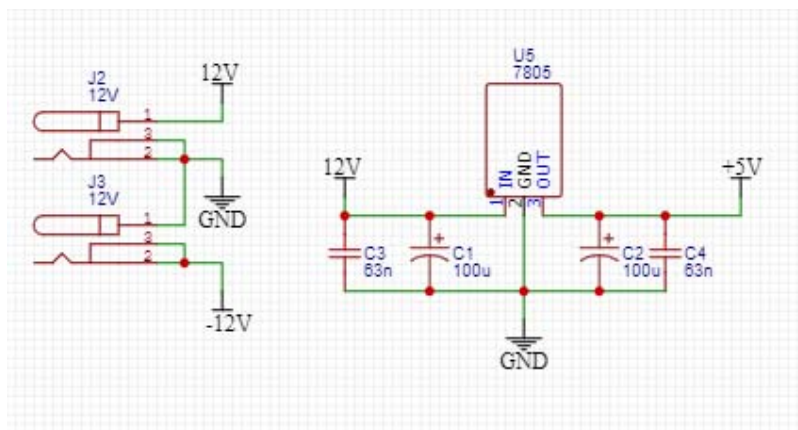 J2
12V
1
3
2
12V
GND
J3
12V
1
3
2
-12V
U5
7805
IN
GND
OUT
1
2
3
12V
+5V
C3
63n
+
C1
100u
+
C2
100u
C4
63n
GND